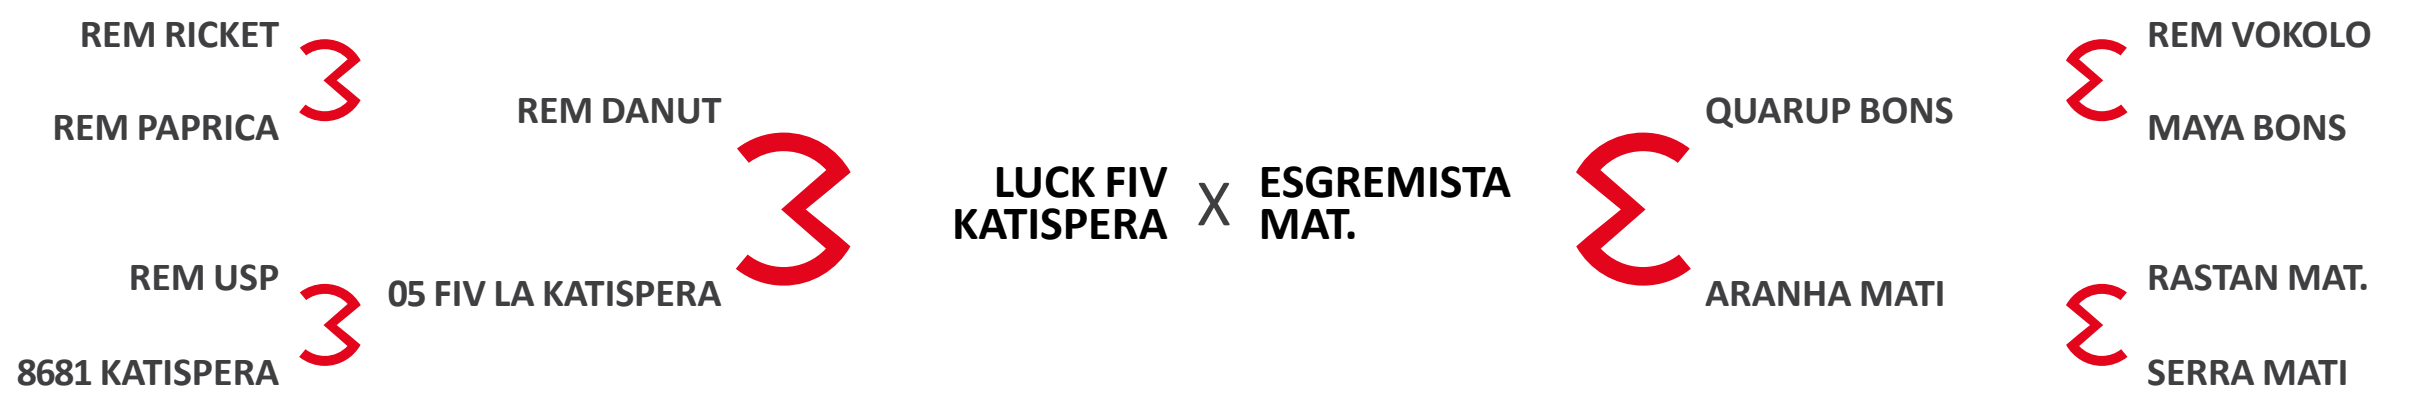 REM RICKET
REM PAPRICA
REM USP
8681 KATISPERA
REM DANUT
05 FIV LA KATISPERA
LUCK FIV
KATISPERA
X
ESGREMISTA
MAT.
QUARUP BONS
ARANHA MATI
REM VOKOLO
MAYA BONS
RASTAN MAT.
SERRA MATI